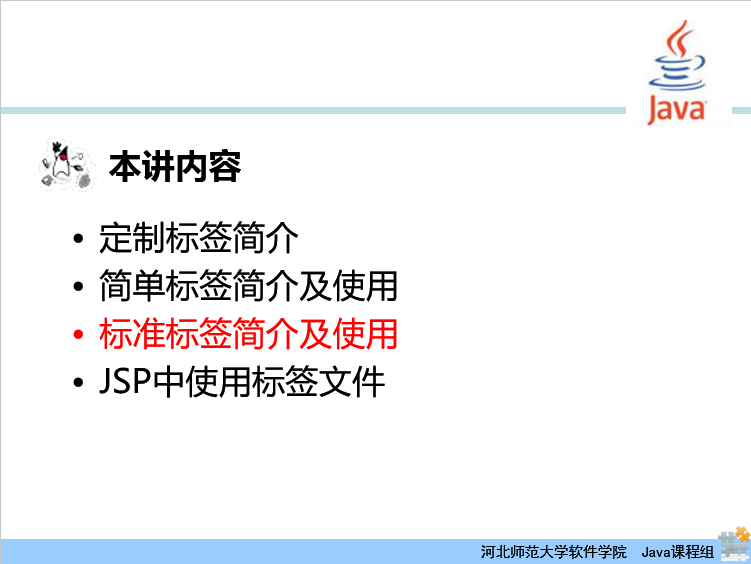 Java
本讲内容
• 定制标签简介
• 简单标签简介及使用
• 标准标签简介及使用
• JSP中使用标签文件
河北师范大学软件学院 Java课程组